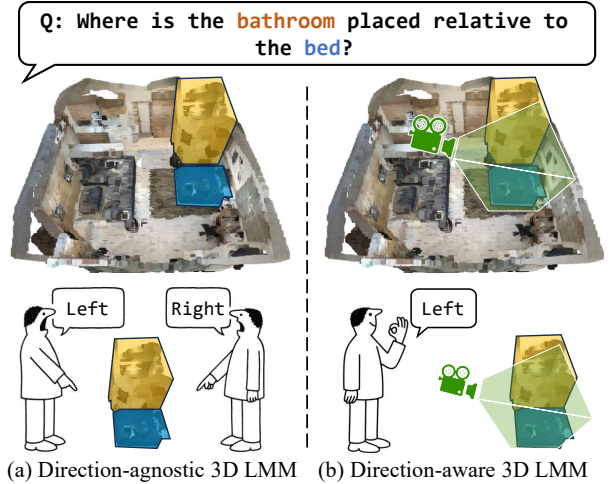 Q: Where is the bathroom placed relative to
the bed?
Left
Right
Left
(a) Direction-agnostic 3D LMM
(b) Direction-aware 3D LMM